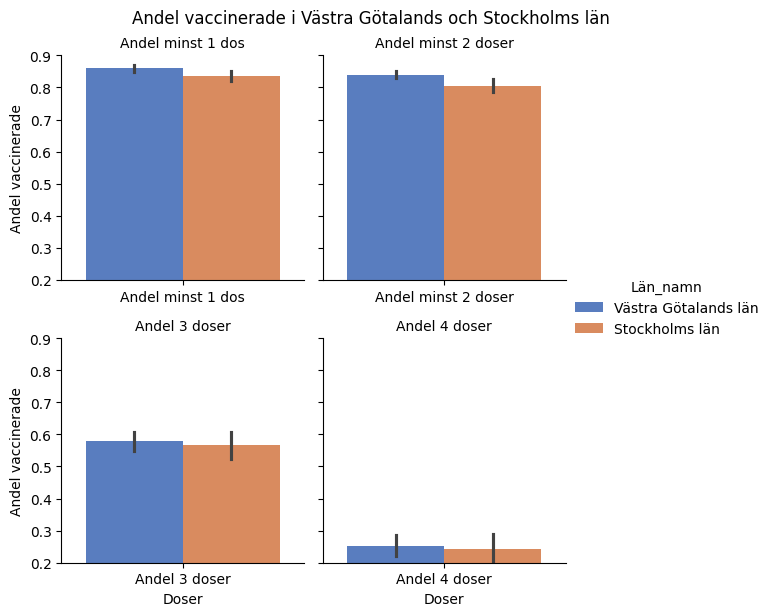 Andel vaccinerade i Västra Götalands och Stockholms län
Andel minst 1 dos
Andel minst 2 doser
0.9
0.8
0.7
0.6
0.5
0.4
0.3
0.2
Andel vaccinerade
Andel minst 1 dos
Andel minst 2 doser
Län_namn
Västra Götalands län
Stockholms län
Andel 3 doser
Andel 4 doser
0.9
0.8
0.7
0.6
0.5
0.4
0.3
0.2
Andel vaccinerade
Andel 3 doser
Andel 4 doser
Doser
Doser